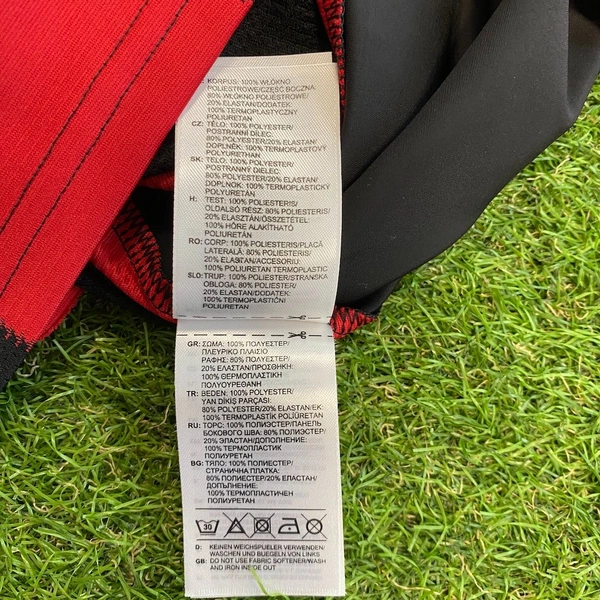 KORPUS: 100% WŁÓKNO
POLIESTROWE/CZĘŚĆ BOCZNA:
80% WŁÓKNO POLIESTROWE/
20% ELASTAN/DODATEK:
100% TERMOPLASTYCZNY
POLIURETAN
CZ: TĚLO: 100% POLYESTER/
POSTRANNÍ DÍLEC:
80% POLYESTER/20% ELASTAN/
DOPLNĚK: 100% TERMOPLASTOVÝ
POLYURETHAN
SK: TELO: 100% POLYESTER/
POSTRANNÝ DIELEC:
80% POLYESTER/20% ELASTAN/
DOPLNOK: 100% TERMOPLASTICKÝ
POLYURETÁN
H: TEST: 100% POLIESTER/
OLDALSÓ RÉSZ: 80% POLIESTER/
20% ELASZTÁN/ÖSSZETEVŐ:
100% HŐRE ALAKÍTHATÓ
POLIURETÁN
RO: CORP: 100% POLIESTER/PLACĂ
LATERALĂ: 80% POLIESTER/
20% ELASTAN/ACCESORIU:
100% POLIURETAN TERMOPLASTIC
SLO: TRUP: 100% POLIESTER/STRANSKA
OBLOGA: 80% POLIESTER/
20% ELASTAN/DODATEK:
100% TERMOPLASTIČNI
POLIURETAN
GR: ΣΩΜΑ: 100% ΠΟΛΥΕΣΤΕΡ/
ΠΛΕΥΡΙΚΟ ΠΛΑΙΣΙΟ
ΡΑΦΗΣ: 80% ΠΟΛΥΕΣΤΕΡ/
20% ΕΛΑΣΤΑΝ/ΠΡΟΣΘΗΚΗ:
100% ΘΕΡΜΟΠΛΑΣΤΙΚΗ
ΠΟΛΥΟΥΡΕΘΑΝΗ
TR: BEDEN: 100% POLYESTER/
YAN DİKİŞ PARÇASI:
80% POLYESTER/20% ELASTAN/EK:
100% TERMOPLASTİK POLİÜRETAN
RU: ТОРС: 100% ПОЛИЭСТЕР/ПАНЕЛЬ
БОКОВОГО ШВА: 80% ПОЛИЭСТЕР/
20% ЭЛАСТАН/ДОПОЛНЕНИЕ:
100% ТЕРМОПЛАСТИК
ПОЛИУРЕТАН
BG: ТЯЛО: 100% ПОЛИЕСТЕР/
СТРАНИЧНА ПЛАТКА:
80% ПОЛИЕСТЕР/20% ЕЛАСТАН/
ДОПЪЛНЕНИЕ:
100% ТЕРМОПЛАСТИЧЕН
ПОЛИУРЕТАН
30
D: KEINEN WEICHSPUELER VERWENDEN/
WASCHEN UND BUEGELN VON LINKS
GB: DO NOT USE FABRIC SOFTENER/WASH
AND IRON INSIDE OUT